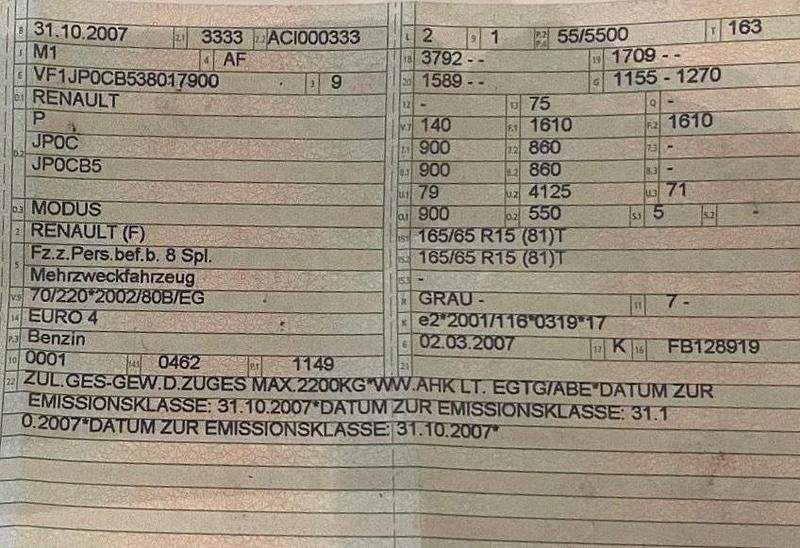 B 31.10.2007 2.1 3333 2.2 ACI000333
J M1 4 AF
E VF1JP0CB538017900 3 9
D.1 RENAULT
P
D.2 JP0C
JP0CB5
D.3 MODUS
2 RENAULT (F)
5 Fz.z.Pers.bef.b. 8 Spl.
Mehrzweckfahrzeug
V.9 70/220*2002/80B/EG
14 EURO 4
P.3 Benzin
10 0001 14.1 0462 P.1 1149
L 2 9 1 P.2 P.4 55/5500 T 163
18 3792 - - 19 1709 - -
20 1589 - - G 1155 - 1270
12 - 13 75 Q -
V.7 140 F.1 1610 F.2 1610
7.1 900 7.2 860 7.3 -
8.1 900 8.2 860 8.3 -
U.1 79 U.2 4125 U.3 71
O.1 900 O.2 550 S.1 5 S.2 -
15.1 165/65 R15 (81)T
15.2 165/65 R15 (81)T
15.3 -
R GRAU - 11 7 -
K e2*2001/116*0319*17
6 02.03.2007 17 K 16 FB128919
21
22 ZUL.GES-GEW.D.ZUGES MAX.2200KG*WW.AHK LT. EGTG/ABE*DATUM ZUR
EMISSIONSKLASSE: 31.10.2007*DATUM ZUR EMISSIONSKLASSE: 31.1
0.2007*DATUM ZUR EMISSIONSKLASSE: 31.10.2007*